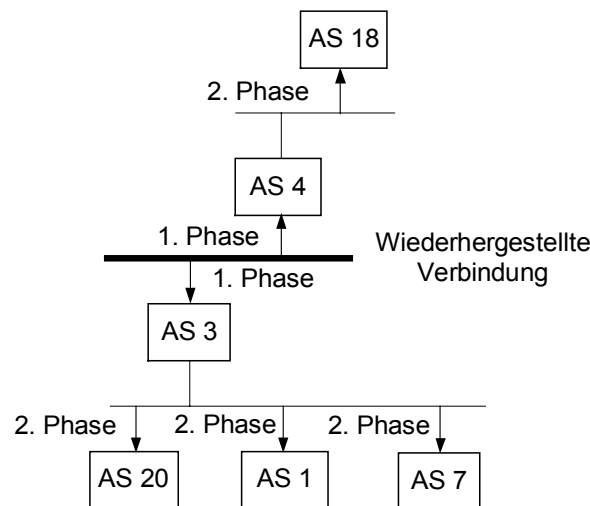 AS 18
2. Phase
AS 4
1. Phase
Wiederhergestellte
Verbindung
1. Phase
AS 3
2. Phase
2. Phase
2. Phase
AS 20
AS 1
AS 7